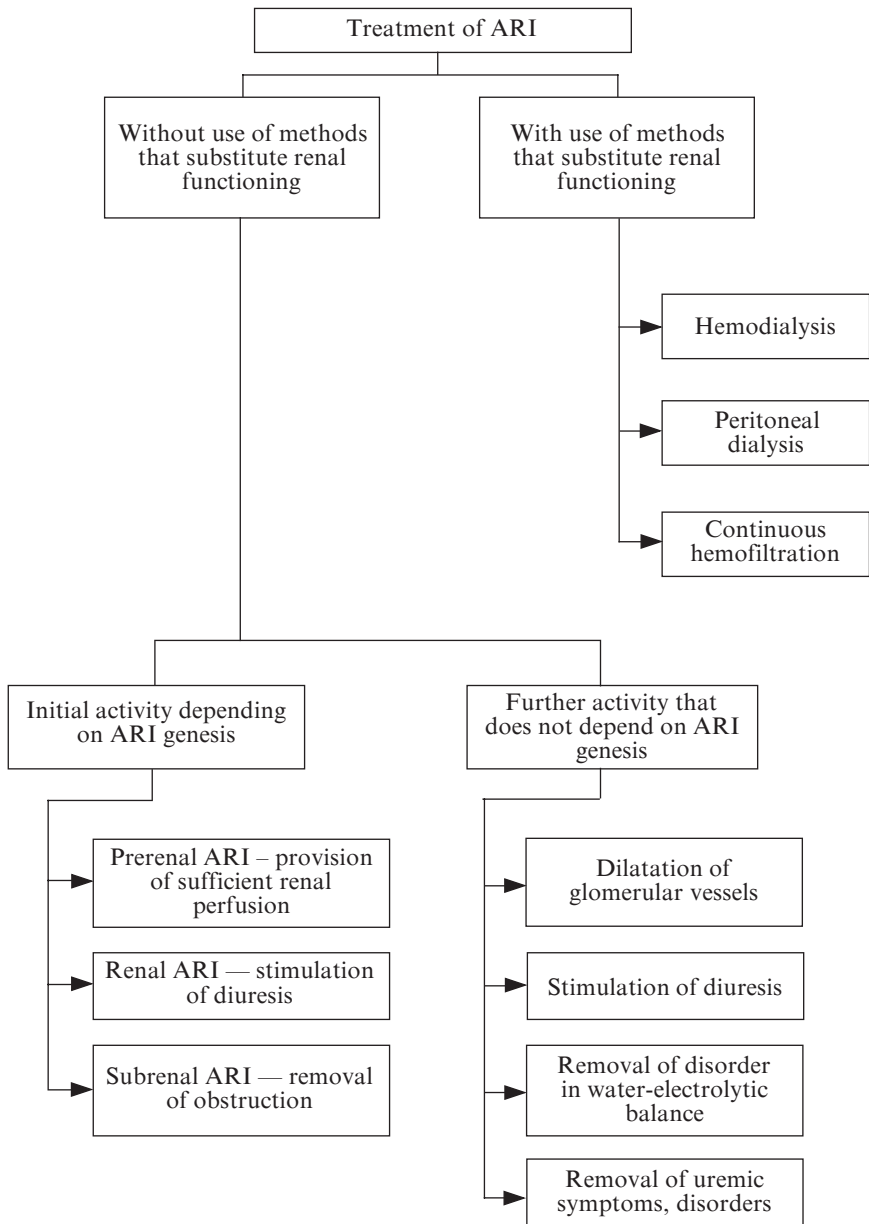 Treatment of ARI
Without use of methods
that substitute renal
functioning
With use of methods
that substitute renal
functioning
Hemodialysis
Peritoneal
dialysis
Continuous
hemofiltration
Initial activity depending
on ARI genesis
Further activity that
does not depend on ARI
genesis
Prerenal ARI – provision
of sufficient renal
perfusion
Renal ARI — stimulation
of diuresis
Subrenal ARI — removal
of obstruction
Dilatation of
glomerular vessels
Stimulation of diuresis
Removal of disorder
in water-electrolytic
balance
Removal of uremic
symptoms, disorders